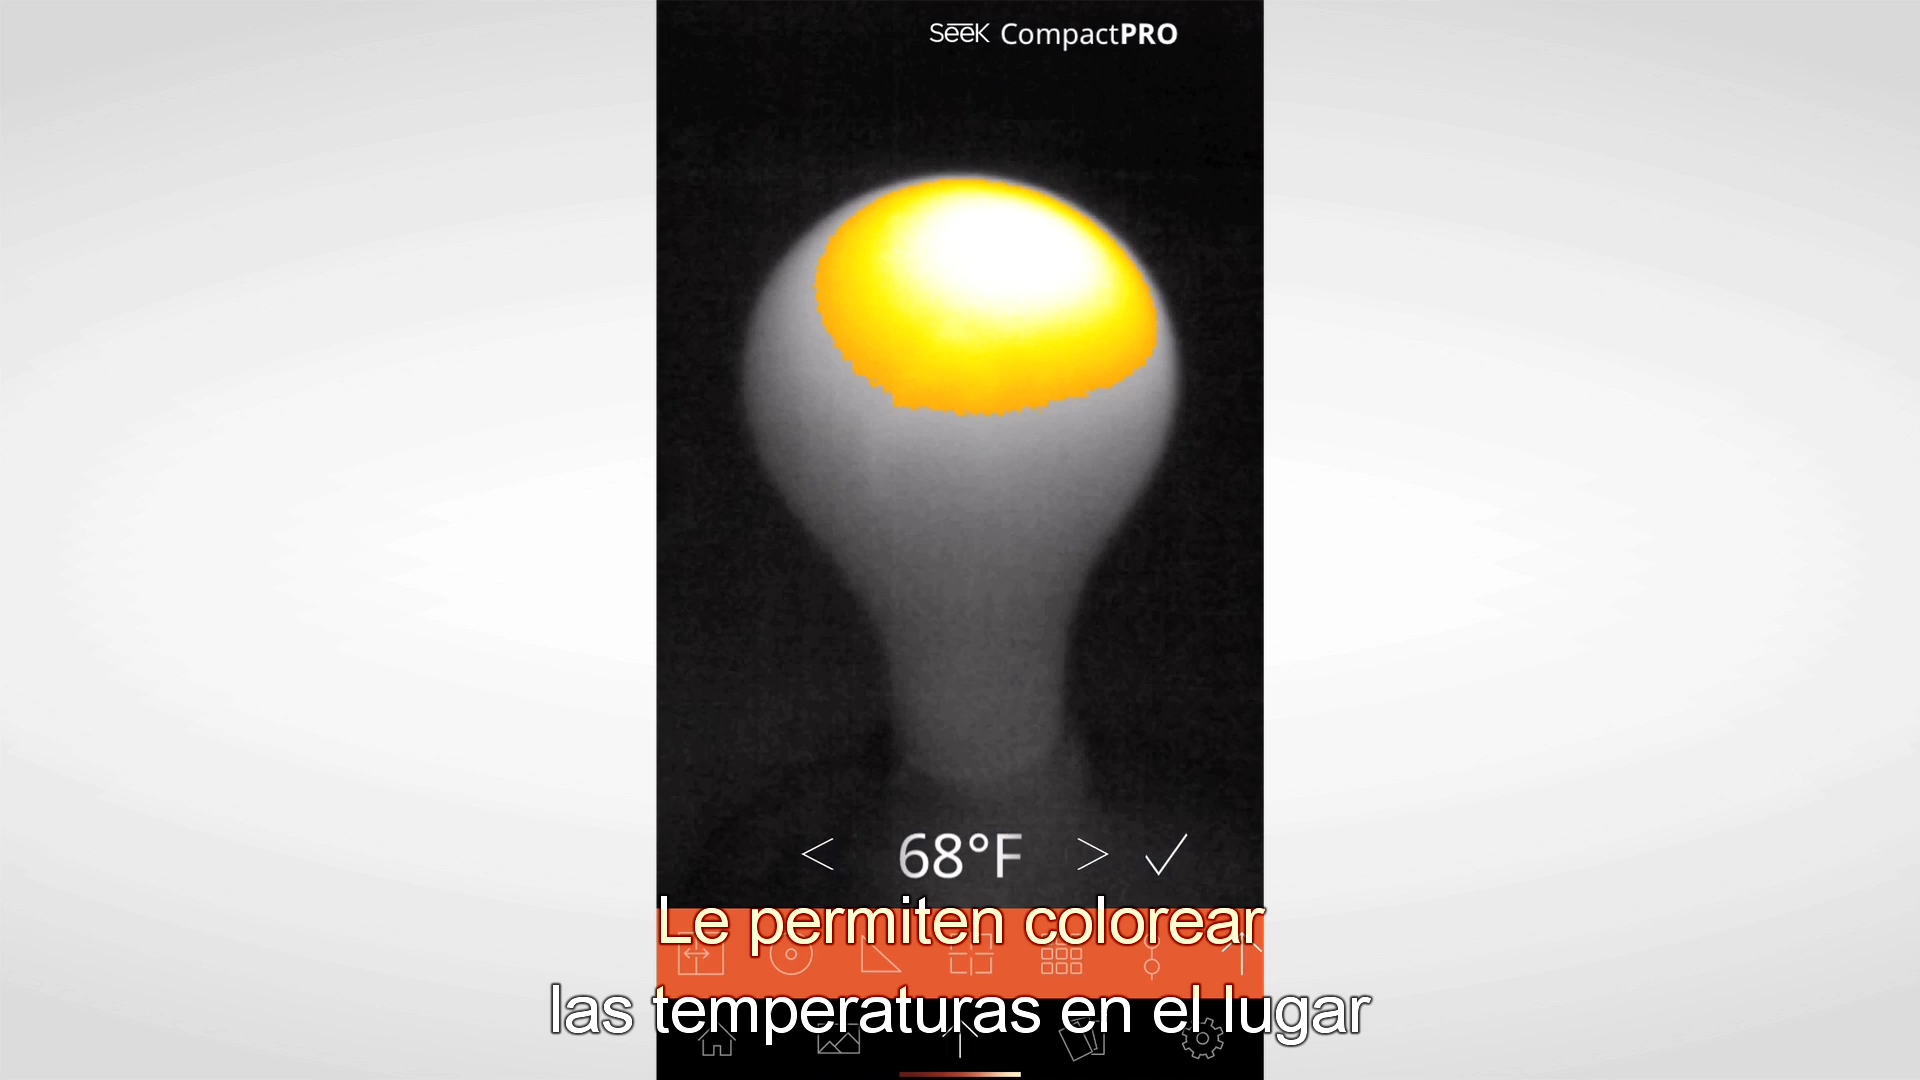 Seek CompactPRO
< 68°F >
Le permiten colorear
las temperaturas en el lugar